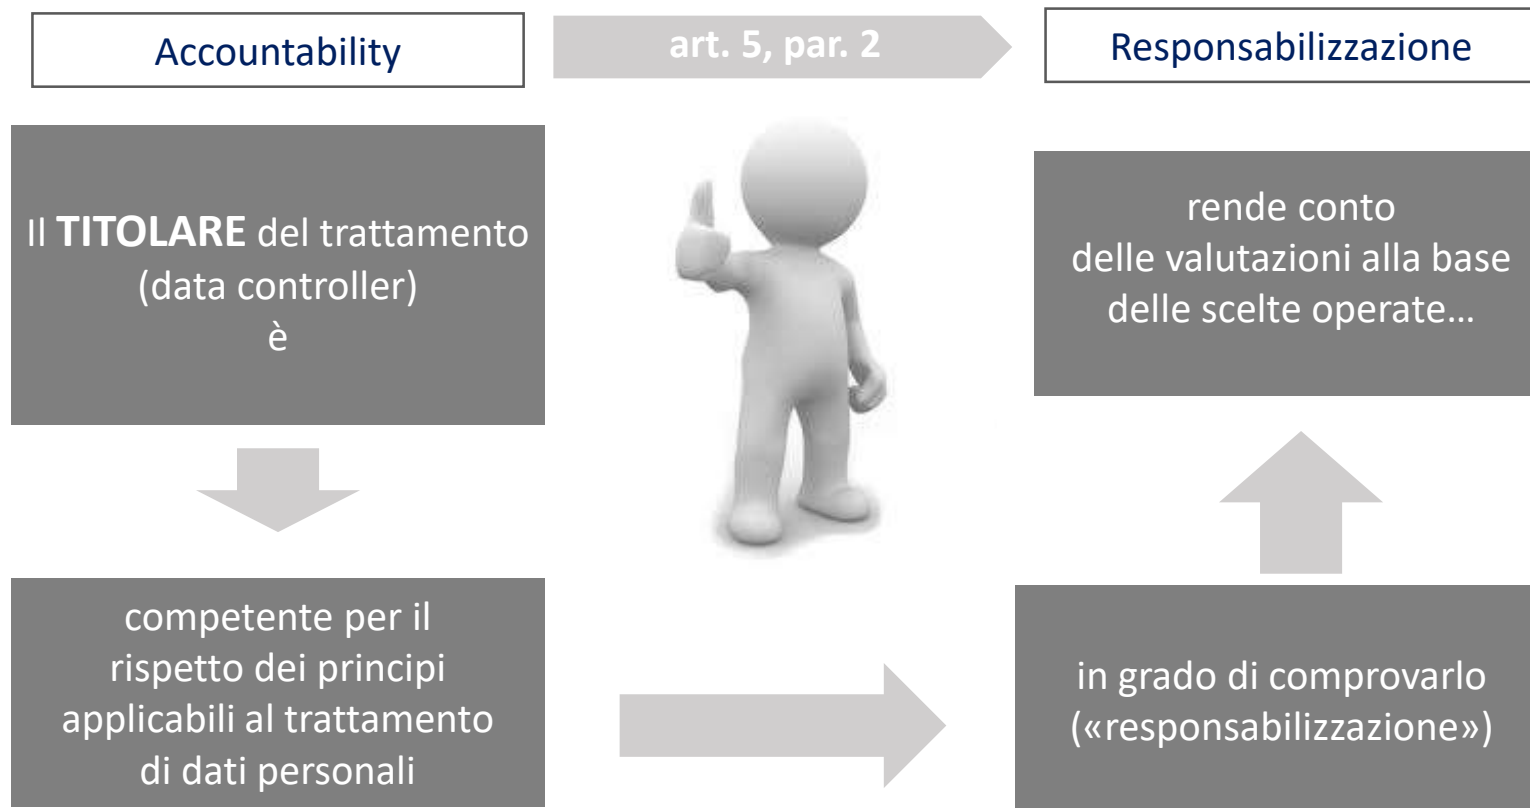 Accountability
art. 5, par. 2
Responsabilizzazione
Il TITOLARE del trattamento
(data controller)
è
competente per il
rispetto dei principi
applicabili al trattamento
di dati personali
in grado di comprovarlo
(«responsabilizzazione»)
rende conto
delle valutazioni alla base
delle scelte operate…